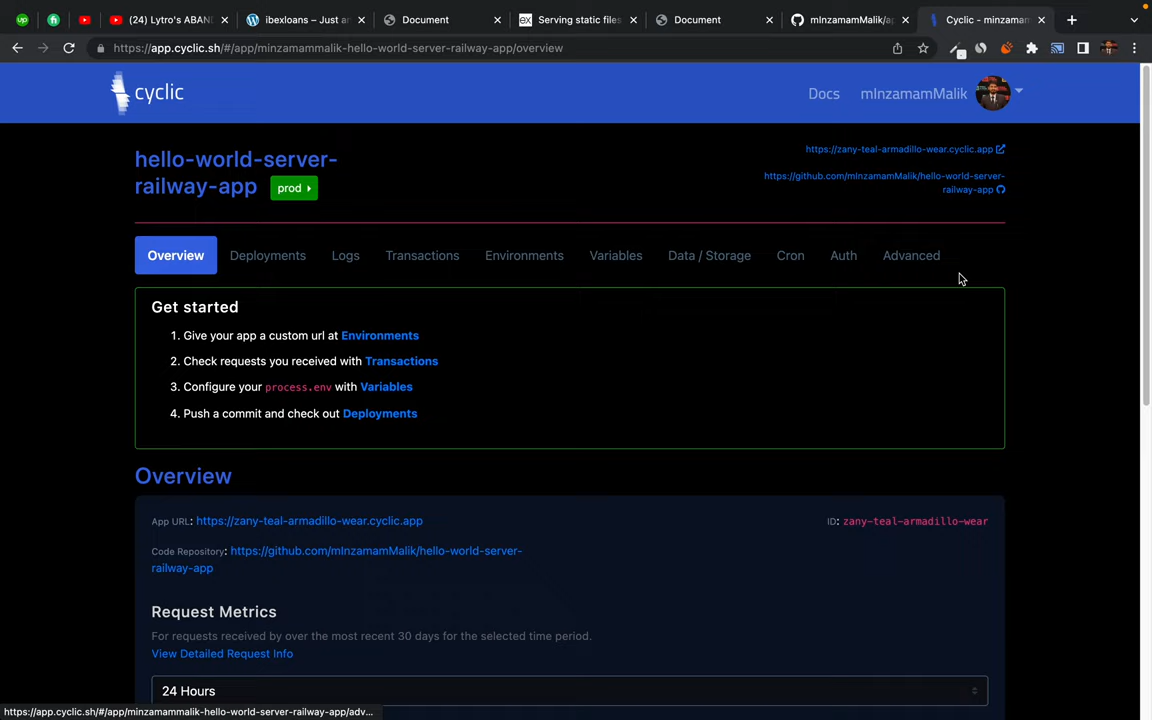 (24) Lytro's ABAN
ibexloans – Just an
Document
Serving static files
Document
mInzamamMalik/a
Cyclic - minzamam
https://app.cyclic.sh/#/app/minzamammalik-hello-world-server-railway-app/overview
cyclic
Docs
mInzamamMalik
hello-world-server-
railway-app
prod
https://zany-teal-armadillo-wear.cyclic.app
https://github.com/mInzamamMalik/hello-world-server-
railway-app
Overview
Deployments
Logs
Transactions
Environments
Variables
Data / Storage
Cron
Auth
Advanced
Get started
1. Give your app a custom url at Environments
2. Check requests you received with Transactions
3. Configure your process.env with Variables
4. Push a commit and check out Deployments
Overview
App URL: https://zany-teal-armadillo-wear.cyclic.app
ID: zany-teal-armadillo-wear
Code Repository: https://github.com/mInzamamMalik/hello-world-server-
railway-app
Request Metrics
For requests received by over the most recent 30 days for the selected time period.
View Detailed Request Info
24 Hours
https://app.cyclic.sh/#/app/minzamammalik-hello-world-server-railway-app/adv...